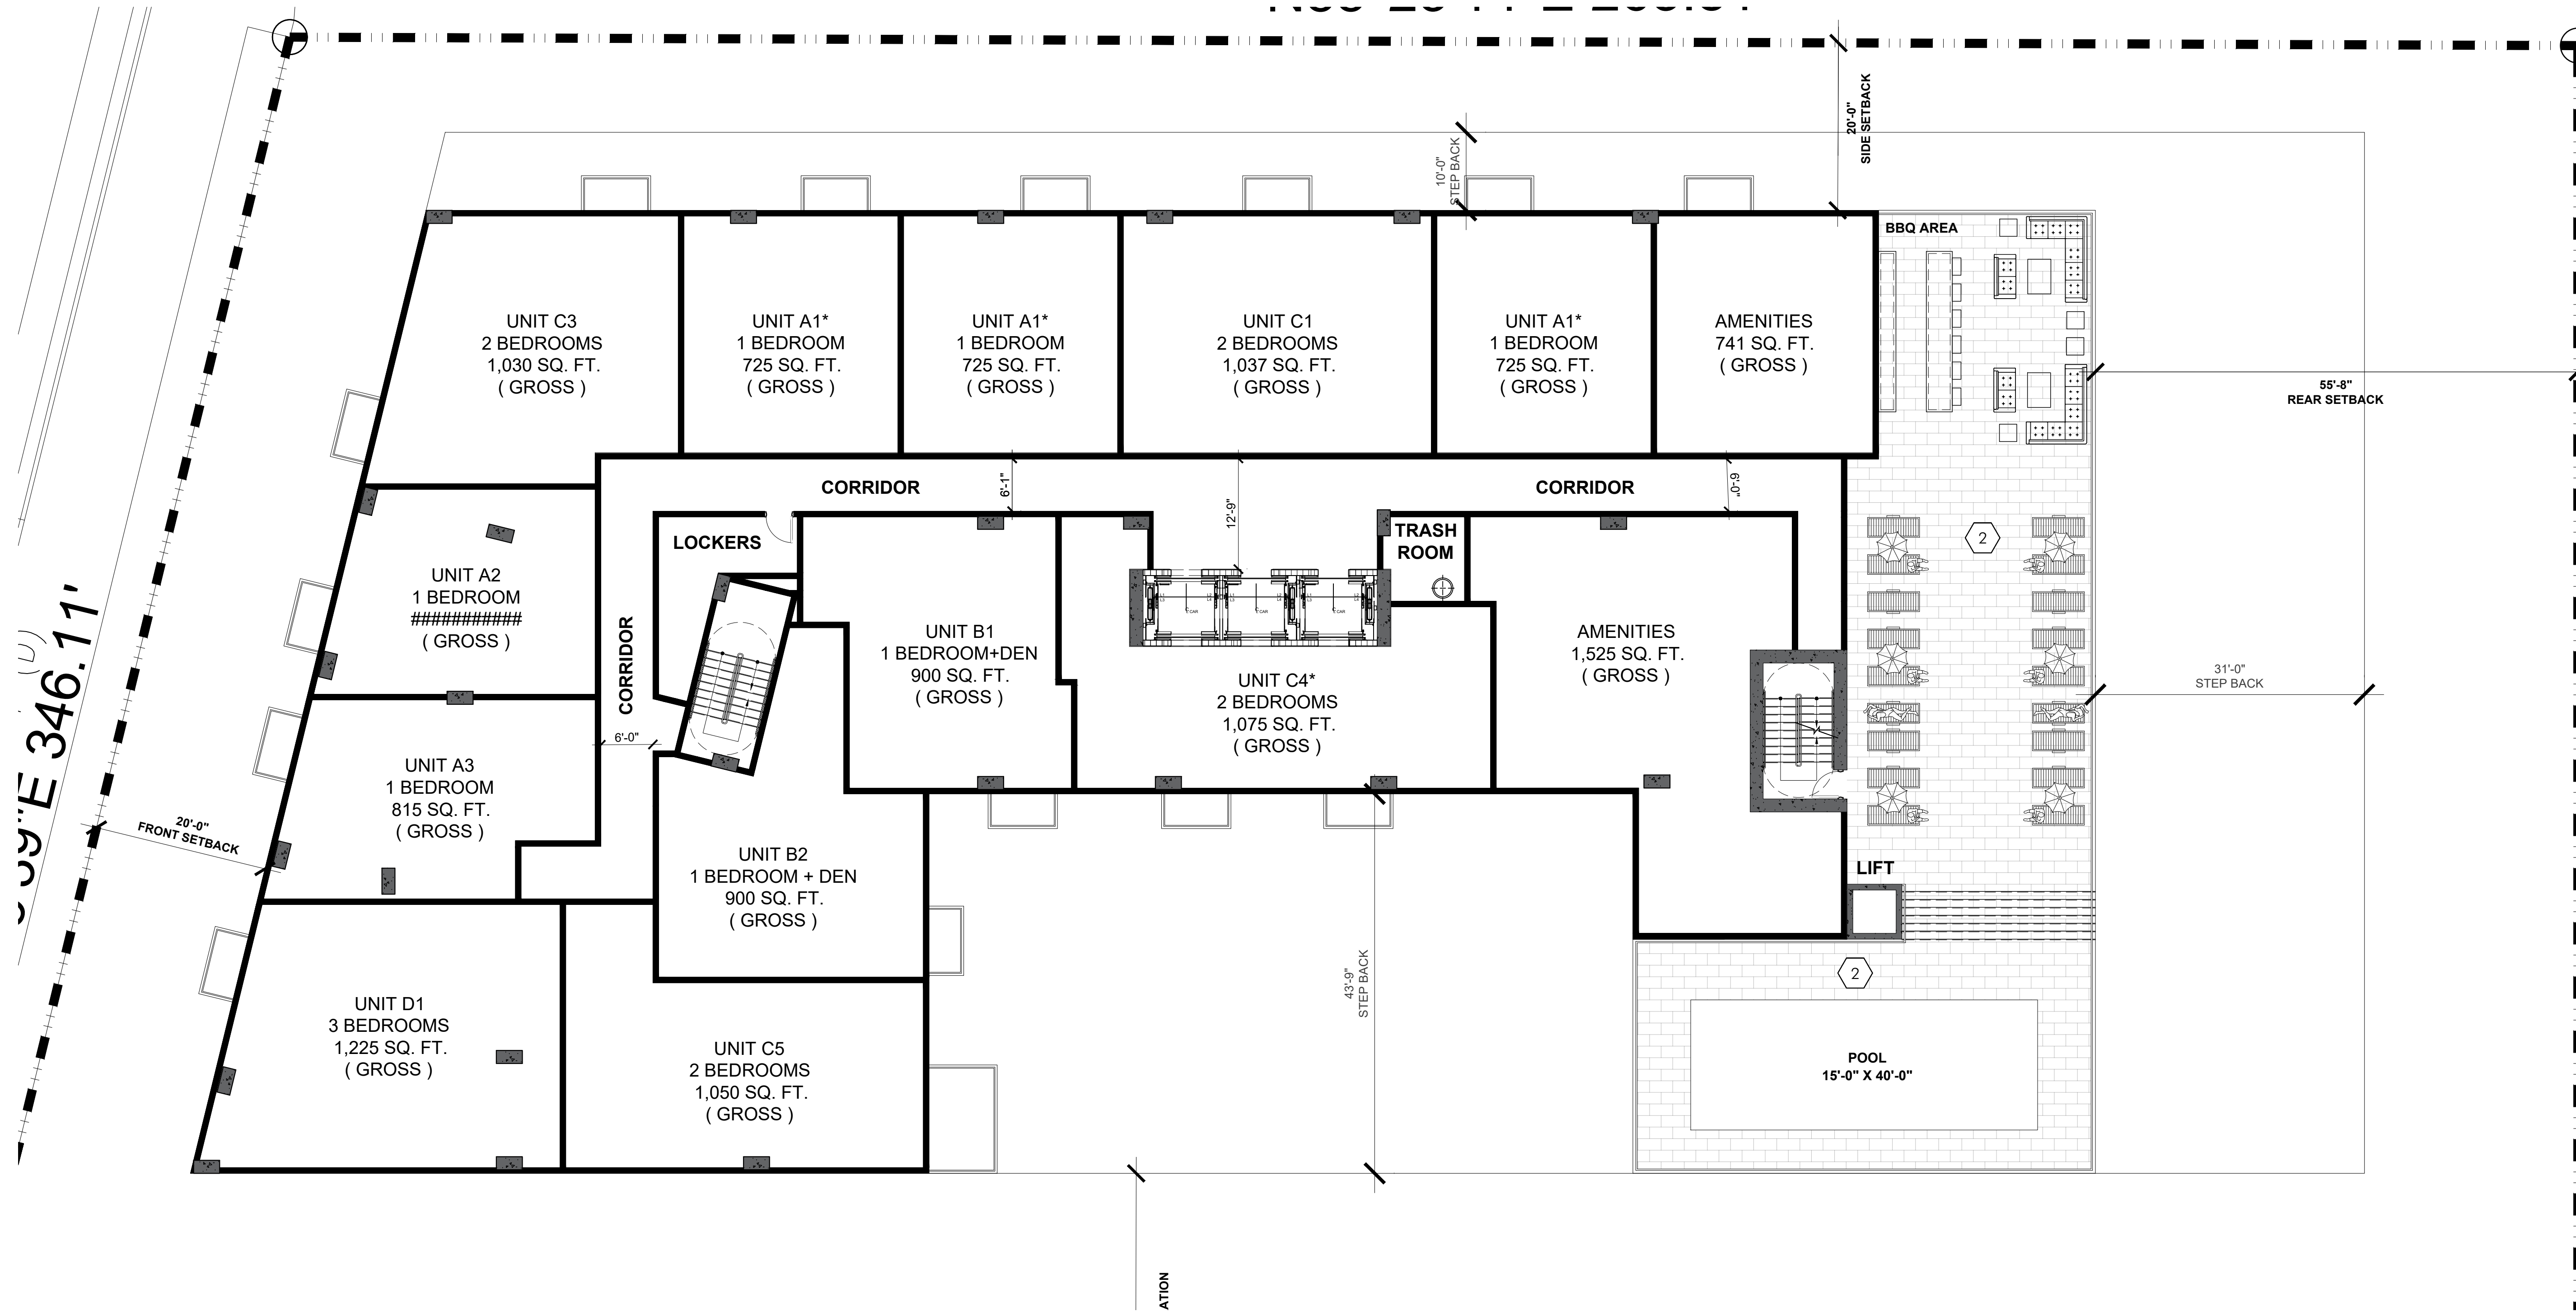 20'-0"
SIDE SETBACK
10'-0"
STEP BACK
BBQ AREA
UNIT C3
2 BEDROOMS
1,030 SQ. FT.
( GROSS )
UNIT A1*
1 BEDROOM
725 SQ. FT.
( GROSS )
UNIT A1*
1 BEDROOM
725 SQ. FT.
( GROSS )
UNIT C1
2 BEDROOMS
1,037 SQ. FT.
( GROSS )
UNIT A1*
1 BEDROOM
725 SQ. FT.
( GROSS )
AMENITIES
741 SQ. FT.
( GROSS )
55'-8"
REAR SETBACK
CORRIDOR
6'-1"
12'-9"
CORRIDOR
6'-0"
LOCKERS
TRASH
ROOM
2
UNIT A2
1 BEDROOM
############
( GROSS )
CORRIDOR
UNIT B1
1 BEDROOM+DEN
900 SQ. FT.
( GROSS )
CAR
CAR
CAR
UNIT C4*
2 BEDROOMS
1,075 SQ. FT.
( GROSS )
AMENITIES
1,525 SQ. FT.
( GROSS )
31'-0"
STEP BACK
6'-0"
UNIT A3
1 BEDROOM
815 SQ. FT.
( GROSS )
39"E 346.11'
20'-0"
FRONT SETBACK
UNIT B2
1 BEDROOM + DEN
900 SQ. FT.
( GROSS )
LIFT
43'-9"
STEP BACK
2
UNIT D1
3 BEDROOMS
1,225 SQ. FT.
( GROSS )
UNIT C5
2 BEDROOMS
1,050 SQ. FT.
( GROSS )
POOL
15'-0" X 40'-0"
ATION